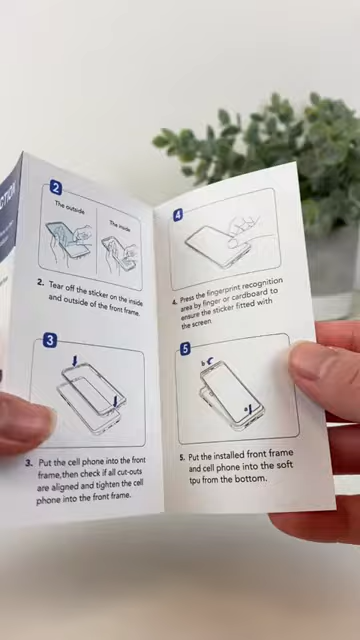 CTION
2
The outside
The inside
2. Tear off the sticker on the inside
and outside of the front frame.
3
3. Put the cell phone into the front
frame,then check if all cut-outs
are aligned and tighten the cell
phone into the front frame.
4
4. Press the fingerprint recognition
area by finger or cardboard to
ensure the sticker fitted with
the screen.
5
b
a
5. Put the installed front frame
and cell phone into the soft
tpu from the bottom.